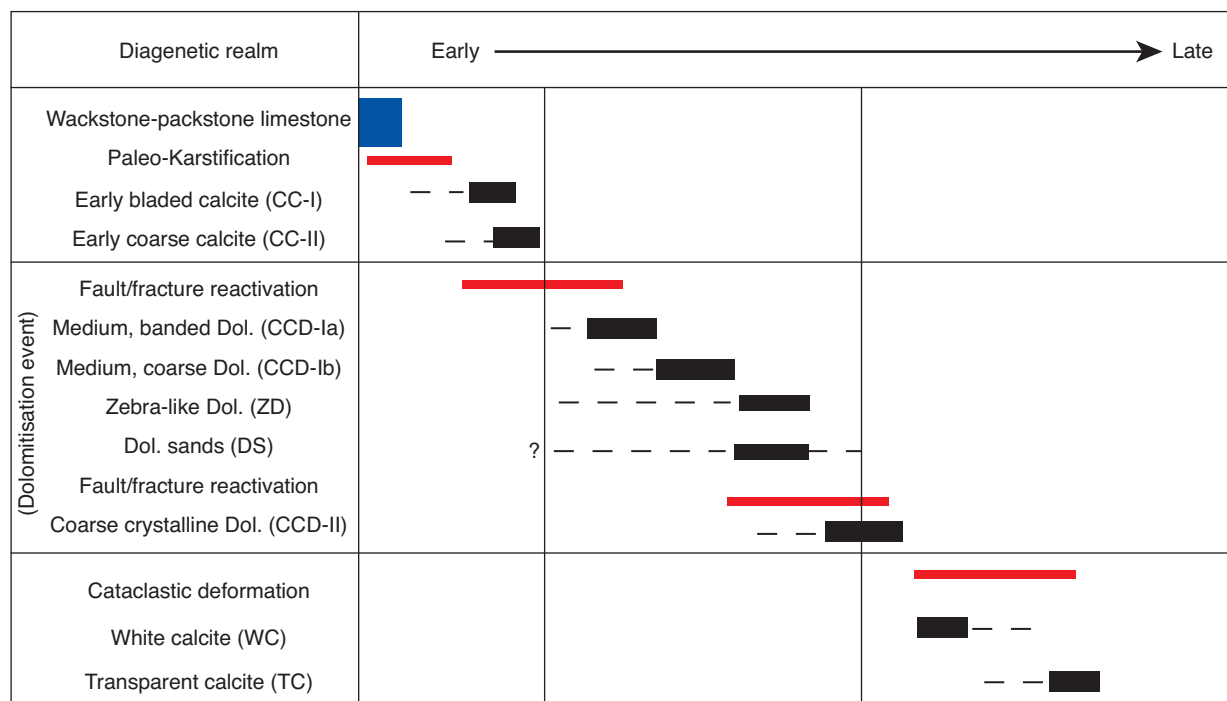 Diagenetic realm
Early
Late
Wackstone-packstone limestone
Paleo-Karstification
Early bladed calcite (CC-I)
Early coarse calcite (CC-II)
(Dolomitisation event)
Fault/fracture reactivation
Medium, banded Dol. (CCD-Ia)
Medium, coarse Dol. (CCD-Ib)
Zebra-like Dol. (ZD)
Dol. sands (DS)
?
Fault/fracture reactivation
Coarse crystalline Dol. (CCD-II)
Cataclastic deformation
White calcite (WC)
Transparent calcite (TC)